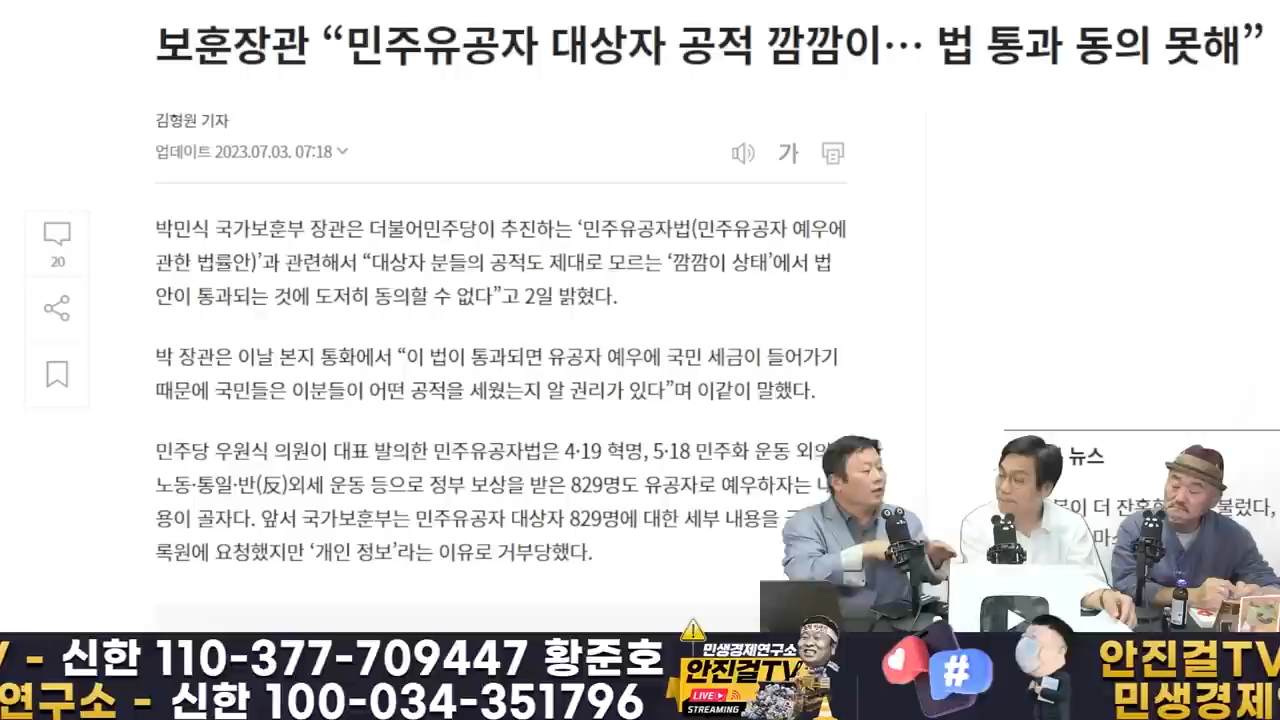 보훈장관 “민주유공자 대상자 공적 깜깜이… 법 통과 동의 못해”
김형원 기자
업데이트 2023.07.03. 07:18
가
20
박민식 국가보훈부 장관은 더불어민주당이 추진하는 ‘민주유공자법(민주유공자 예우에
관한 법률안)’과 관련해서 “대상자 분들의 공적도 제대로 모르는 ‘깜깜이 상태’에서 법
안이 통과되는 것에 도저히 동의할 수 없다”고 2일 밝혔다.
박 장관은 이날 본지 통화에서 “이 법이 통과되면 유공자 예우에 국민 세금이 들어가기
때문에 국민들은 이분들이 어떤 공적을 세웠는지 알 권리가 있다”며 이같이 말했다.
민주당 우원식 의원이 대표 발의한 민주유공자법은 4·19 혁명, 5·18 민주화 운동 외의
노동·통일·반(反)외세 운동 등으로 정부 보상을 받은 829명도 유공자로 예우하자는 내
용이 골자다. 앞서 국가보훈부는 민주유공자 대상자 829명에 대한 세부 내용을
록원에 요청했지만 ‘개인 정보’라는 이유로 거부당했다.
뉴스
이 더 잔혹 불렀다,
V - 신한 110-377-709447 황준호
연구소 - 신한 100-034-351796
민생경제연구소
안진걸TV
LIVE
STREAMING
#
안진걸TV
민생경제